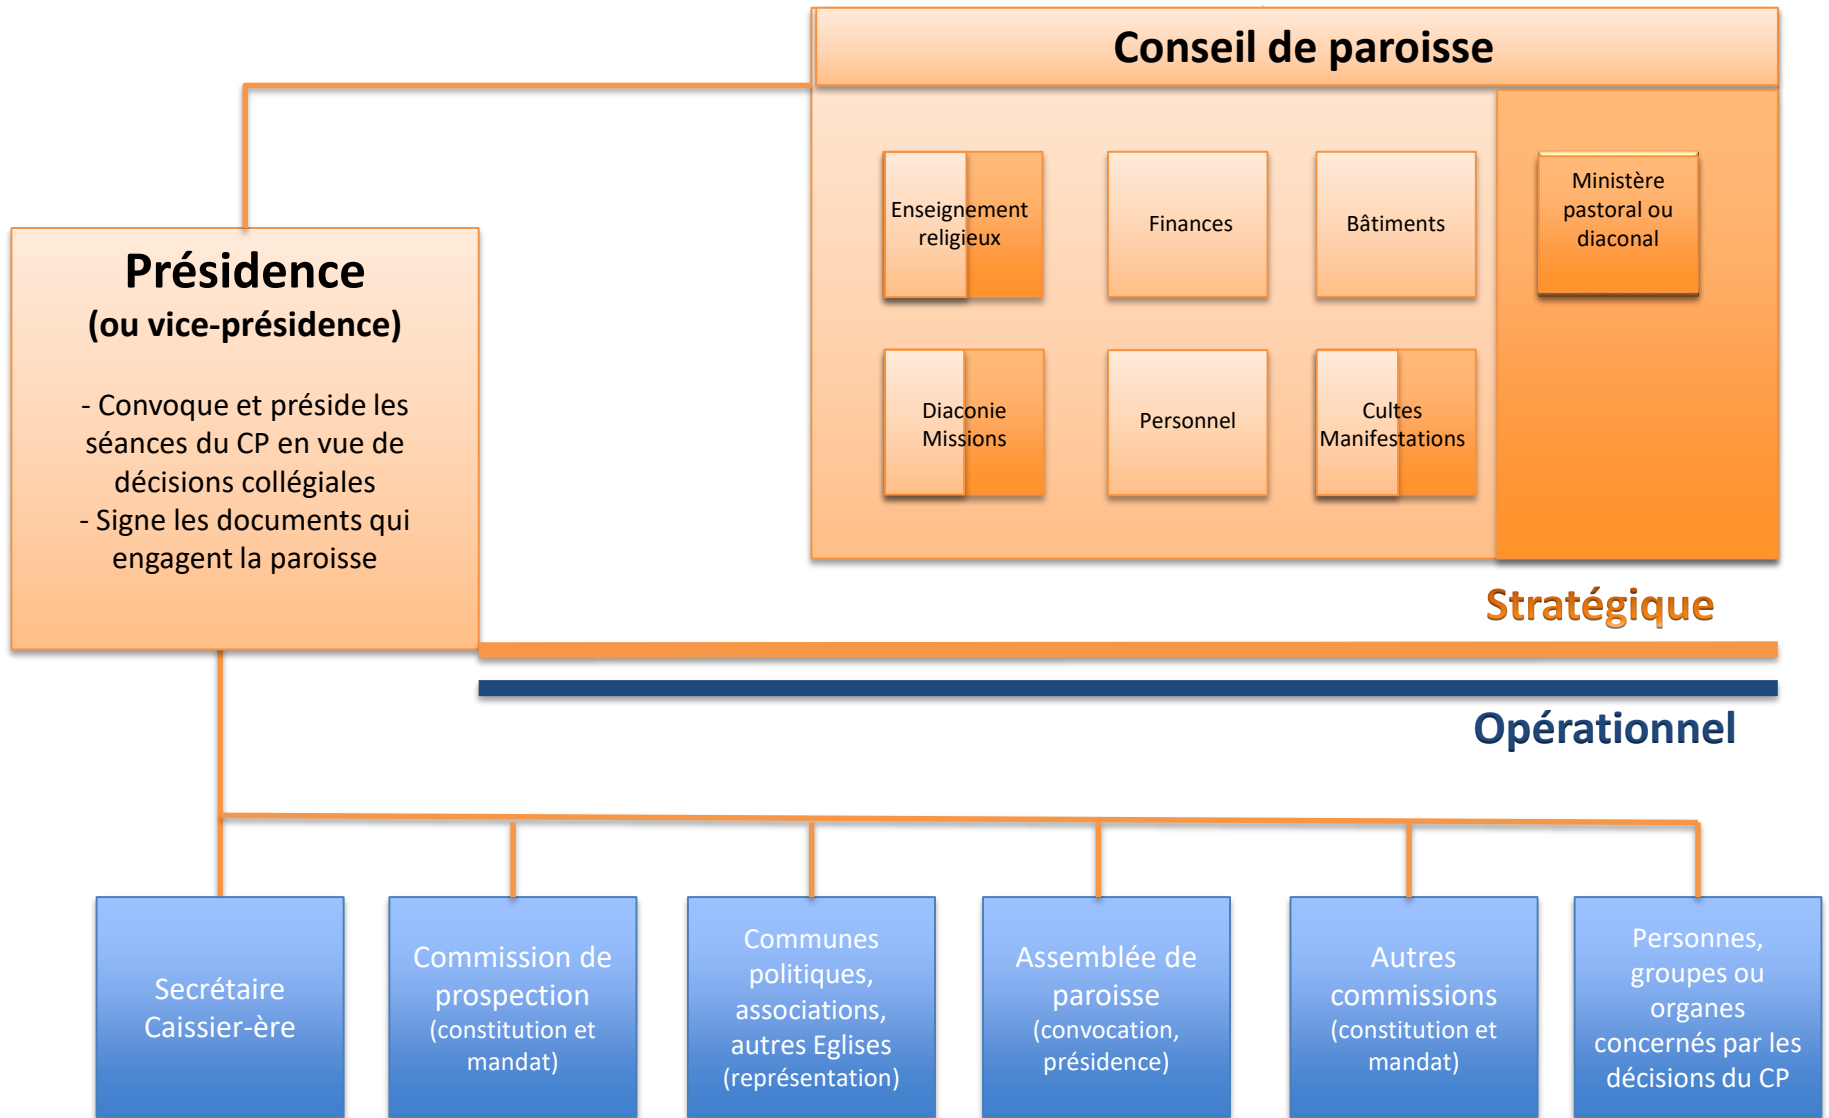 Conseil de paroisse
Enseignement
religieux
Finances
Bâtiments
Ministère
pastoral ou
diaconal
Diaconie
Missions
Personnel
Cultes
Manifestations
Présidence
(ou vice-présidence)
- Convoque et préside les
séances du CP en vue de
décisions collégiales
- Signe les documents qui
engagent la paroisse
Stratégique
Opérationnel
Secrétaire
Caissier-ère
Commission de
prospection
(constitution et
mandat)
Communes
politiques,
associations,
autres Eglises
(représentation)
Assemblée de
paroisse
(convocation,
présidence)
Autres
commissions
(constitution et
mandat)
Personnes,
groupes ou
organes
concernés par les
décisions du CP